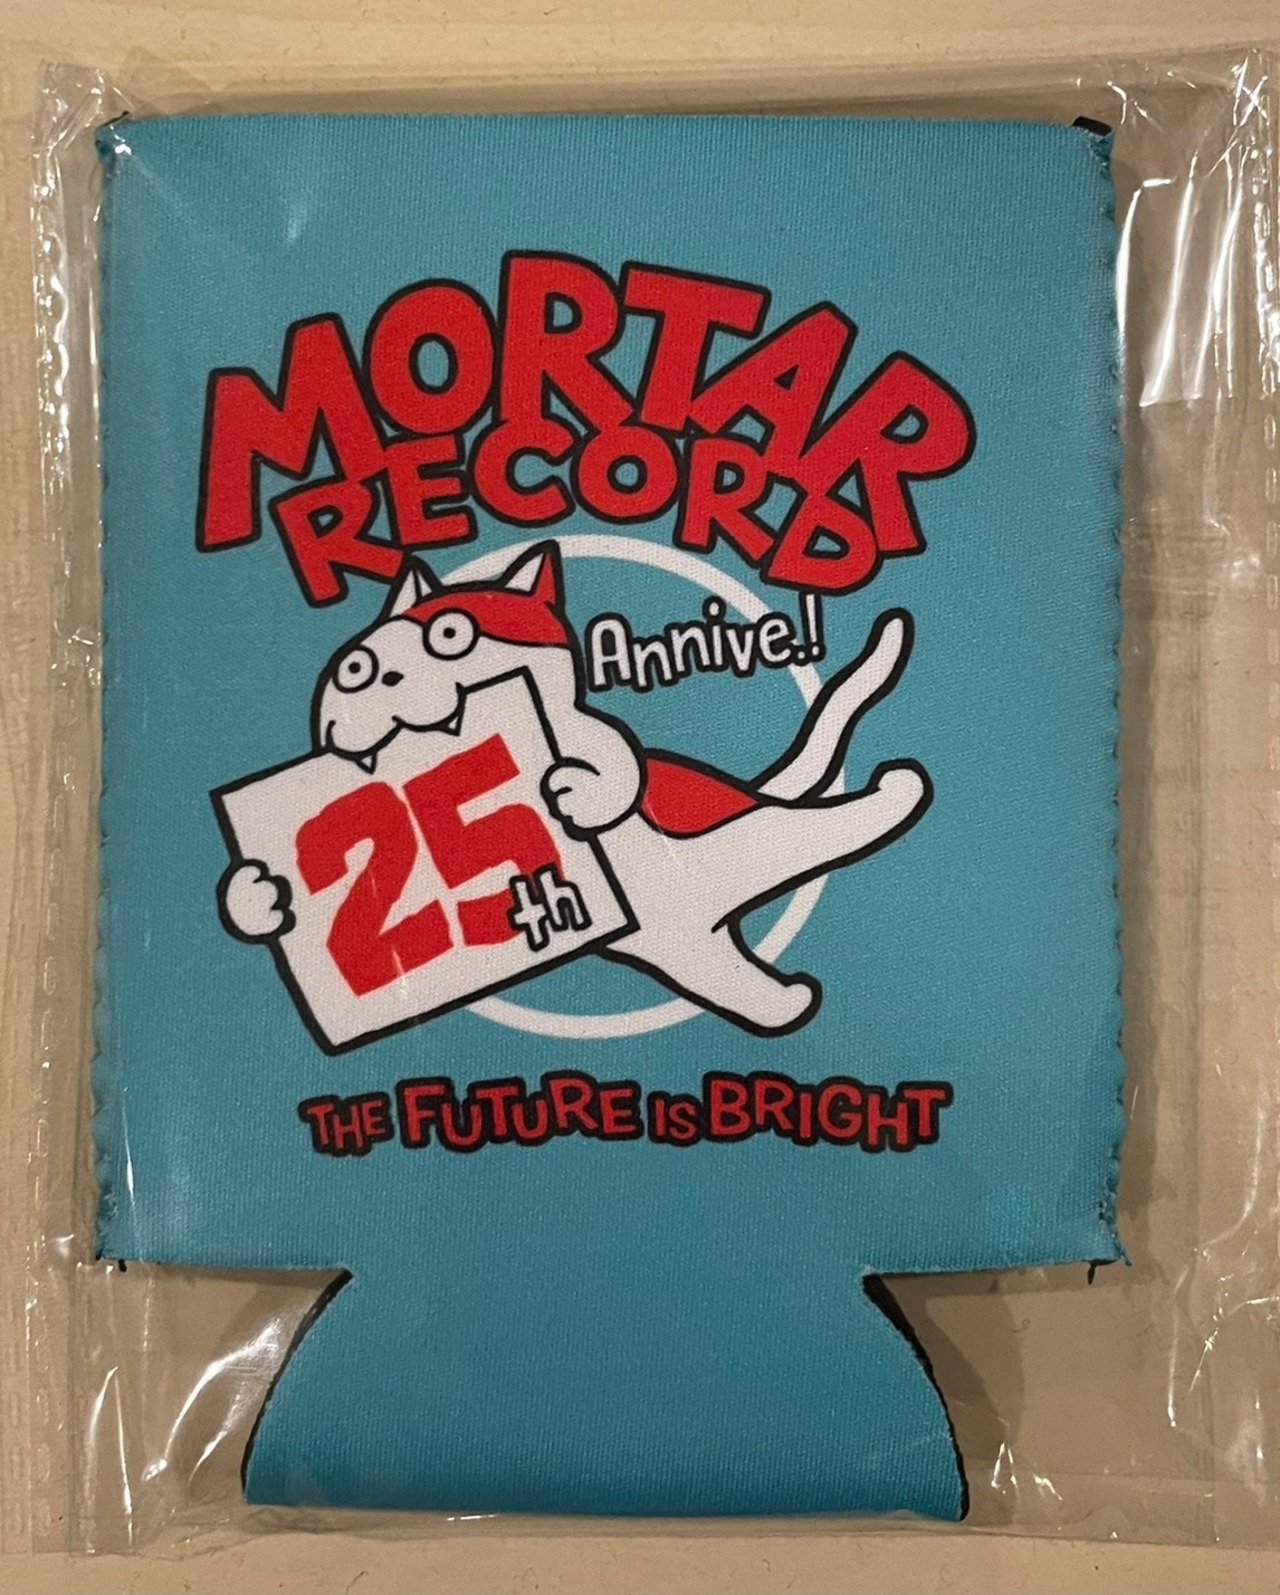 MORTAR
RECORD
Annive.!
25th
THE FUTURE IS BRIGHT